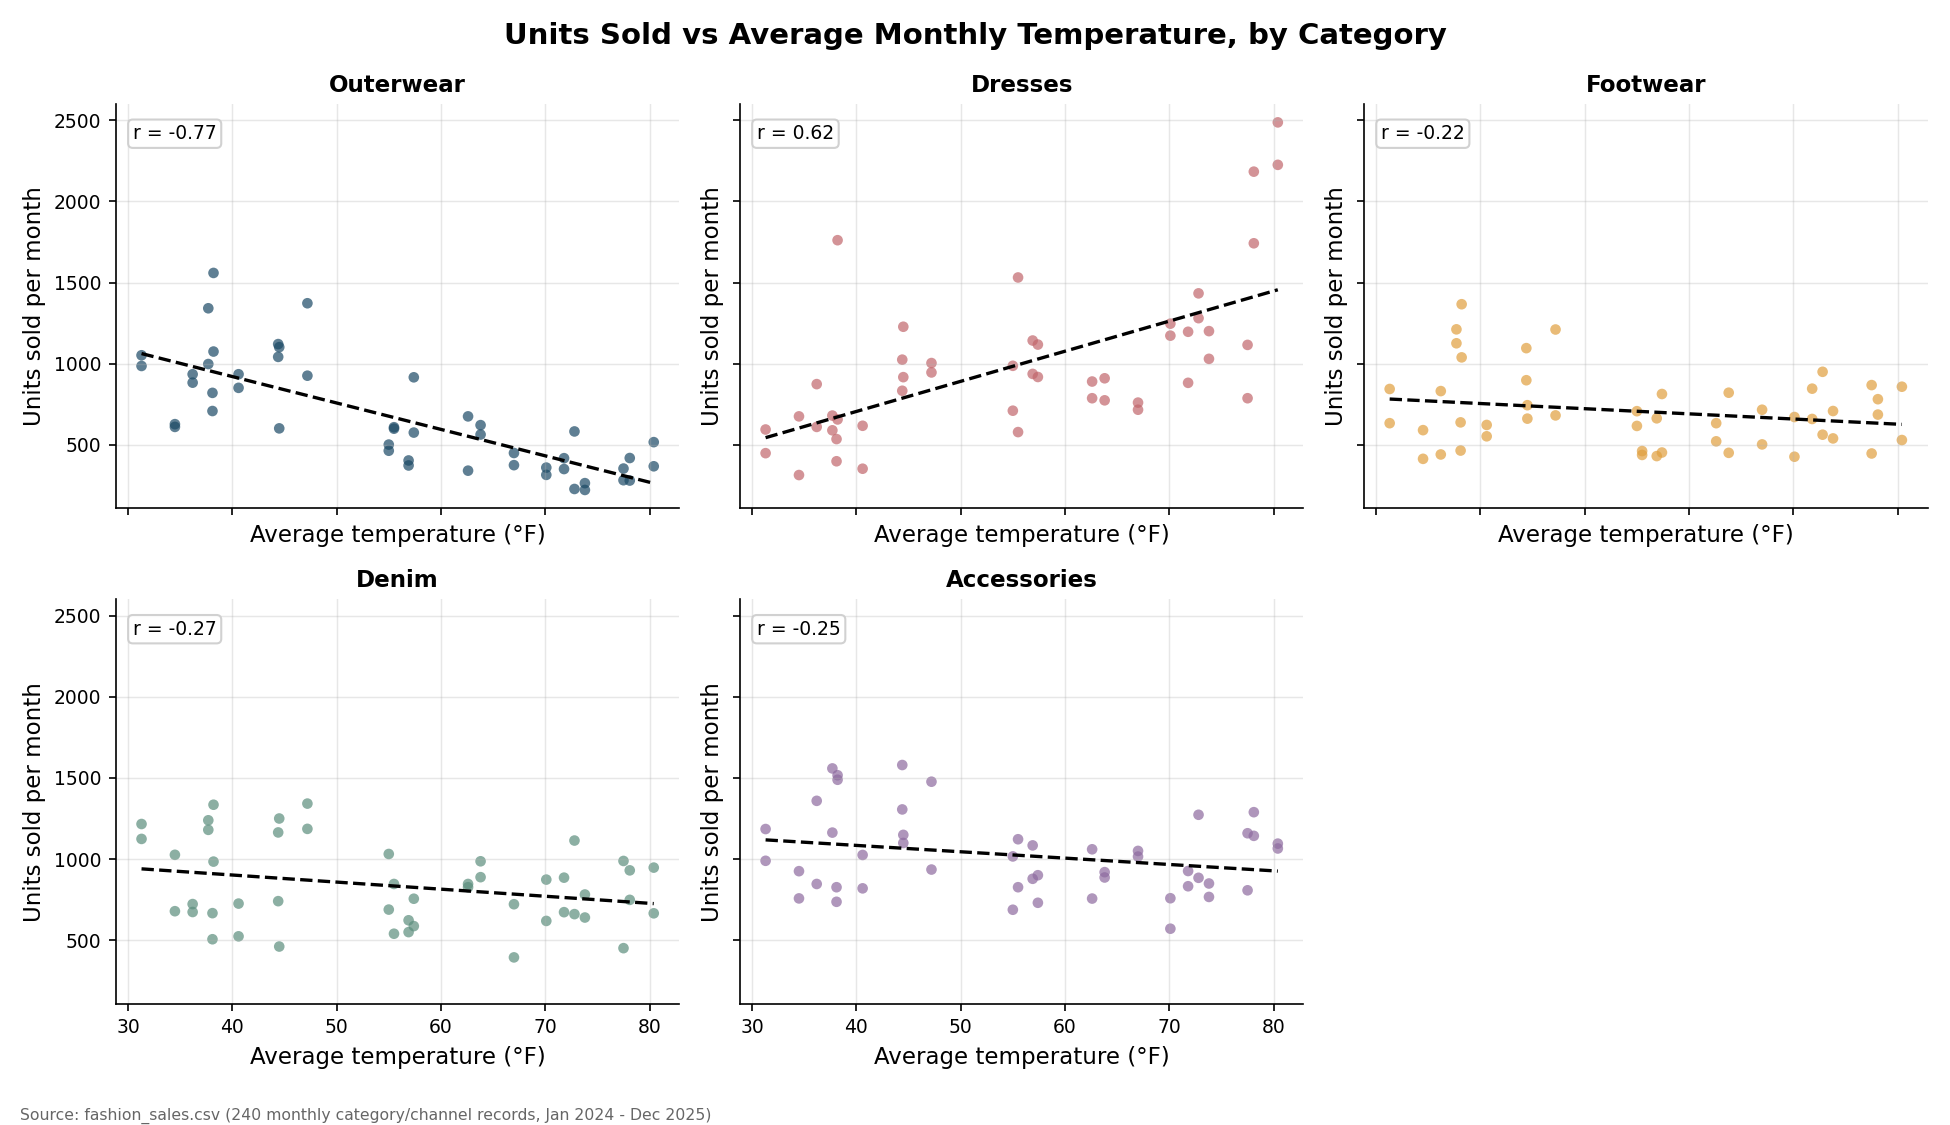 Units Sold vs Average Monthly Temperature, by Category
Outerwear
r = -0.77
Units sold per month
2500
2000
1500
1000
500
Average temperature (°F)
Dresses
r = 0.62
Units sold per month
Average temperature (°F)
Footwear
r = -0.22
Units sold per month
Average temperature (°F)
Denim
r = -0.27
Units sold per month
2500
2000
1500
1000
500
30 40 50 60 70 80
Average temperature (°F)
Accessories
r = -0.25
Units sold per month
30 40 50 60 70 80
Average temperature (°F)
Source: fashion_sales.csv (240 monthly category/channel records, Jan 2024 - Dec 2025)